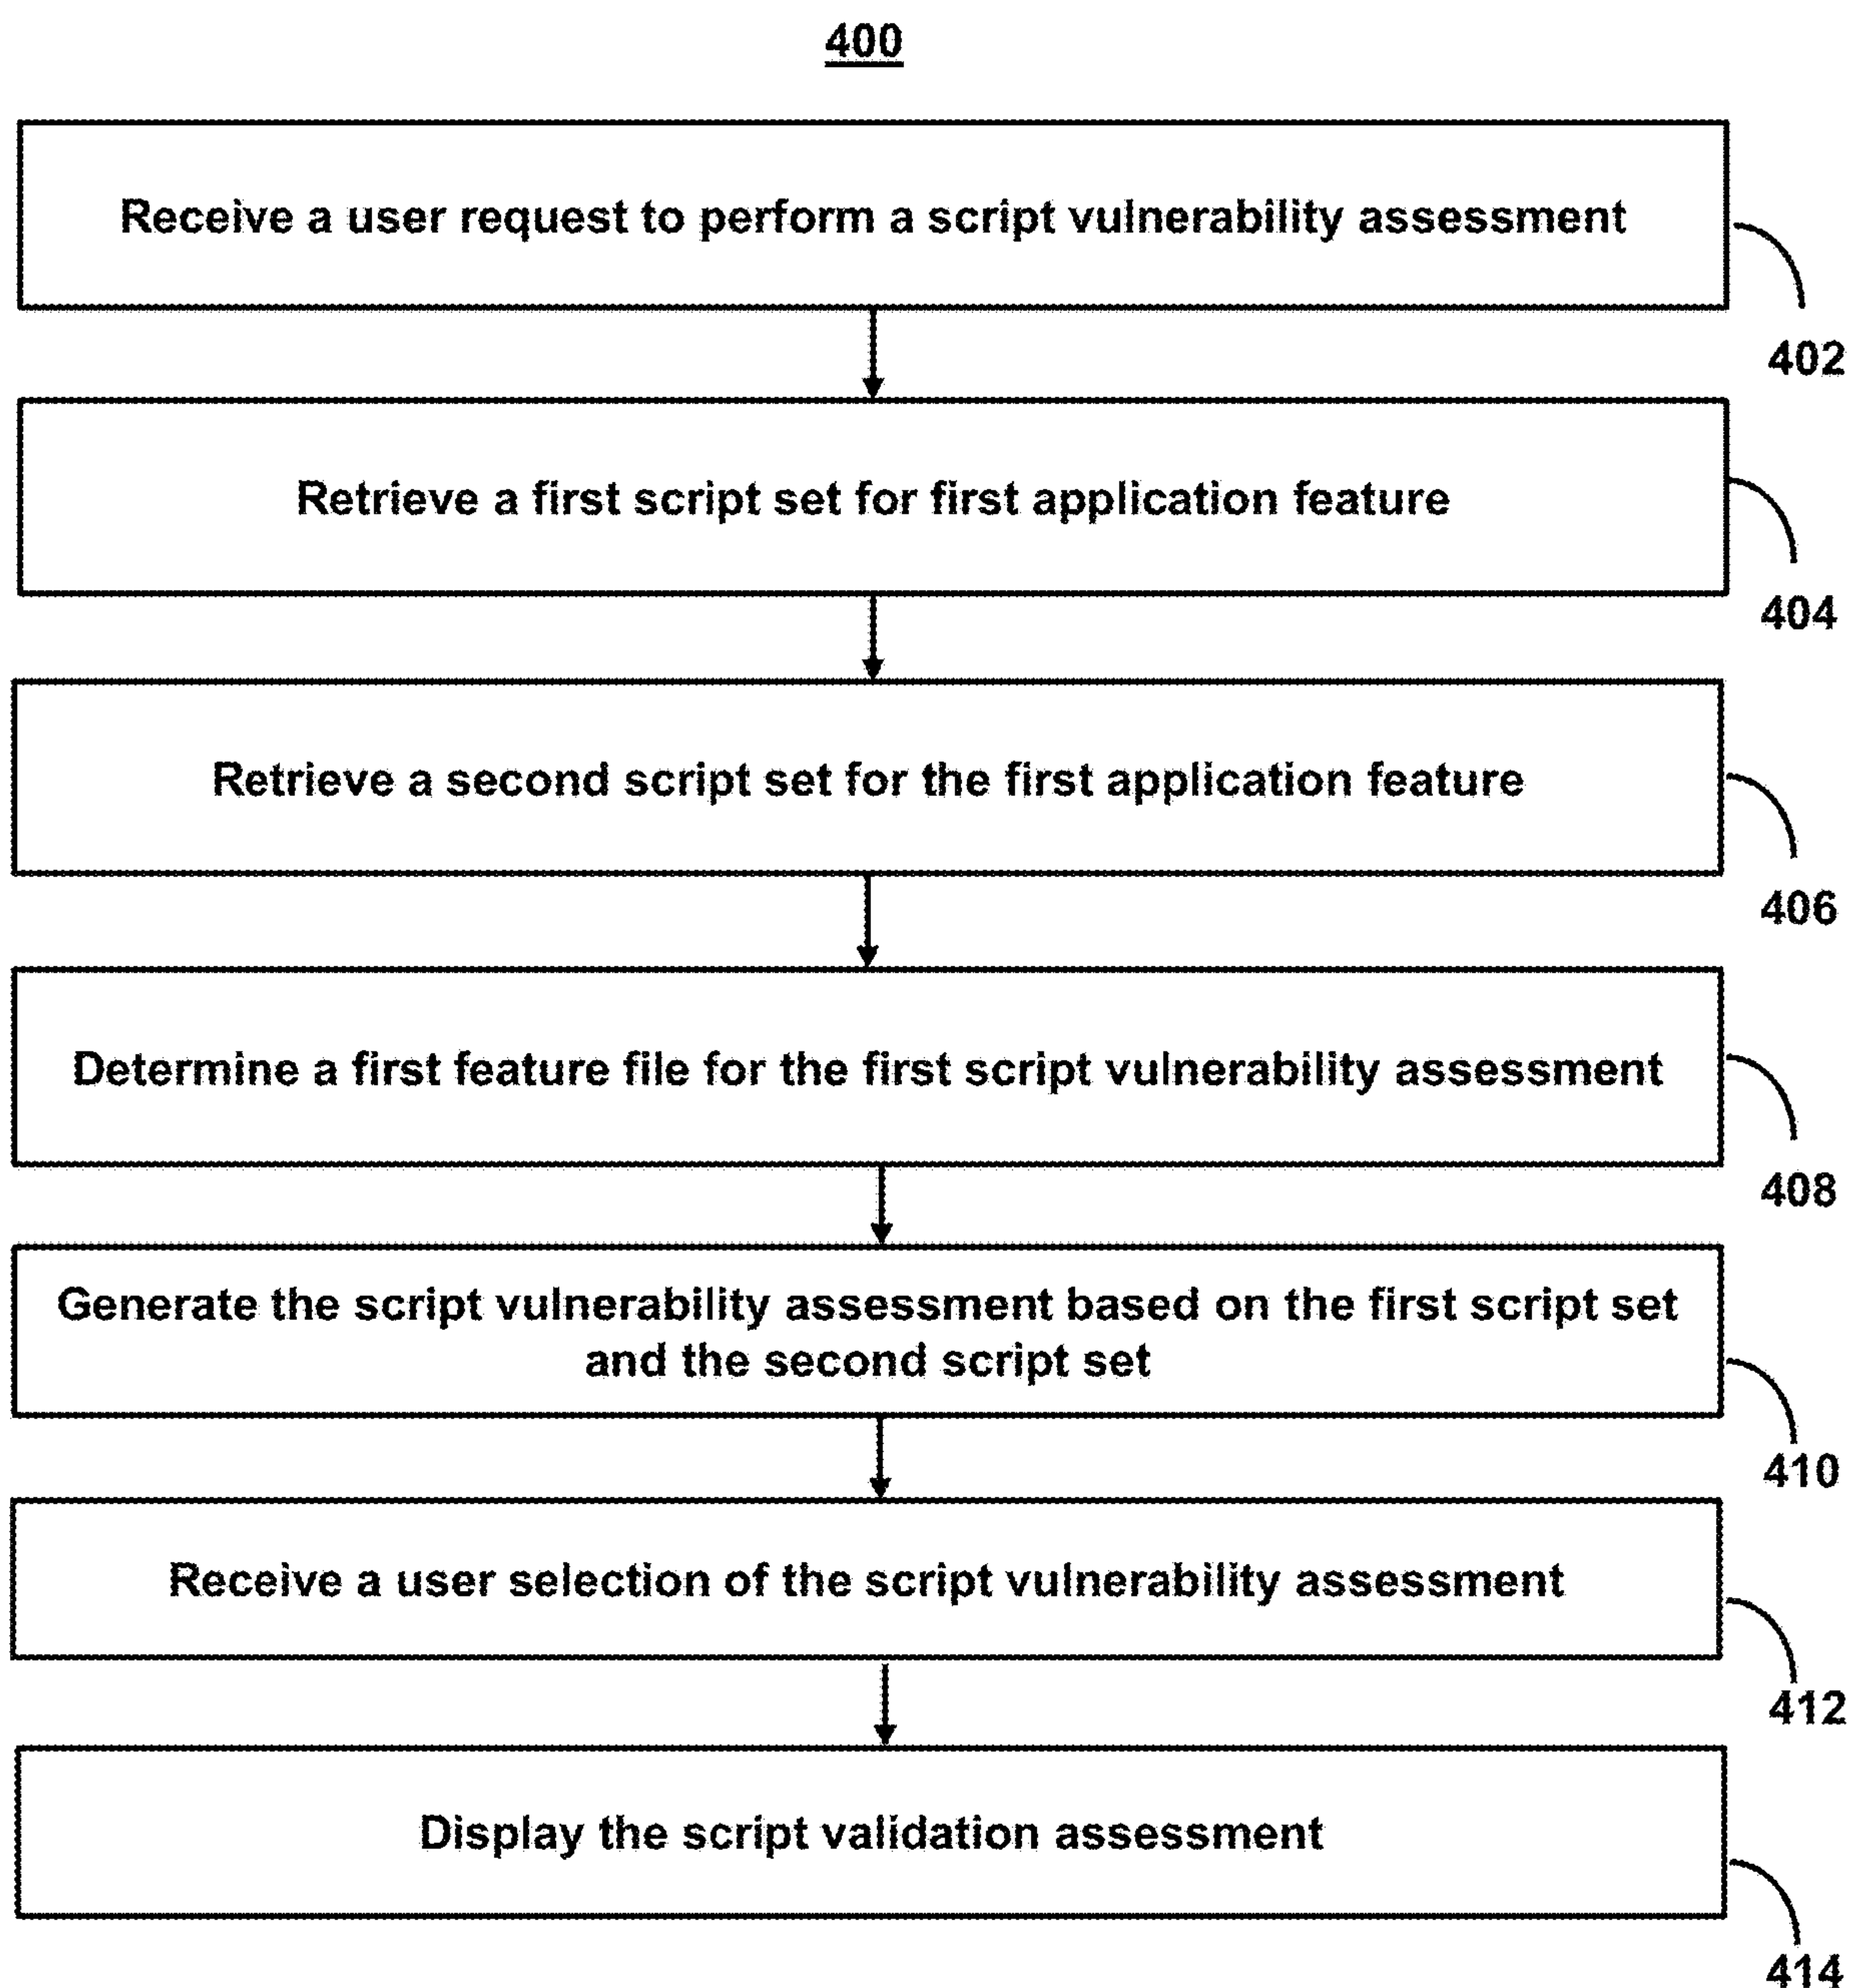 400
Receive a user request to perform a script vulnerability assessment
402
Retrieve a first script set for first application feature
404
Retrieve a second script set for the first application feature
406
Determine a first feature file for the first script vulnerability assessment
408
Generate the script vulnerability assessment based on the first script set
and the second script set
410
Receive a user selection of the script vulnerability assessment
412
Display the script validation assessment
414